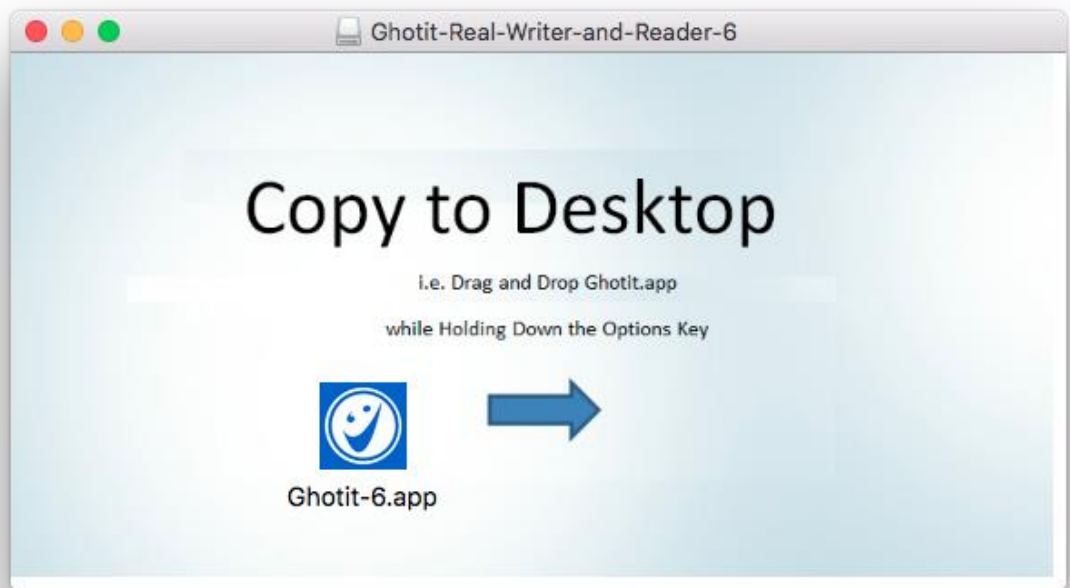 Ghotit-Real-Writer-and-Reader-6
Copy to Desktop
i.e. Drag and Drop Ghotit.app
while Holding Down the Options Key
Ghotit-6.app